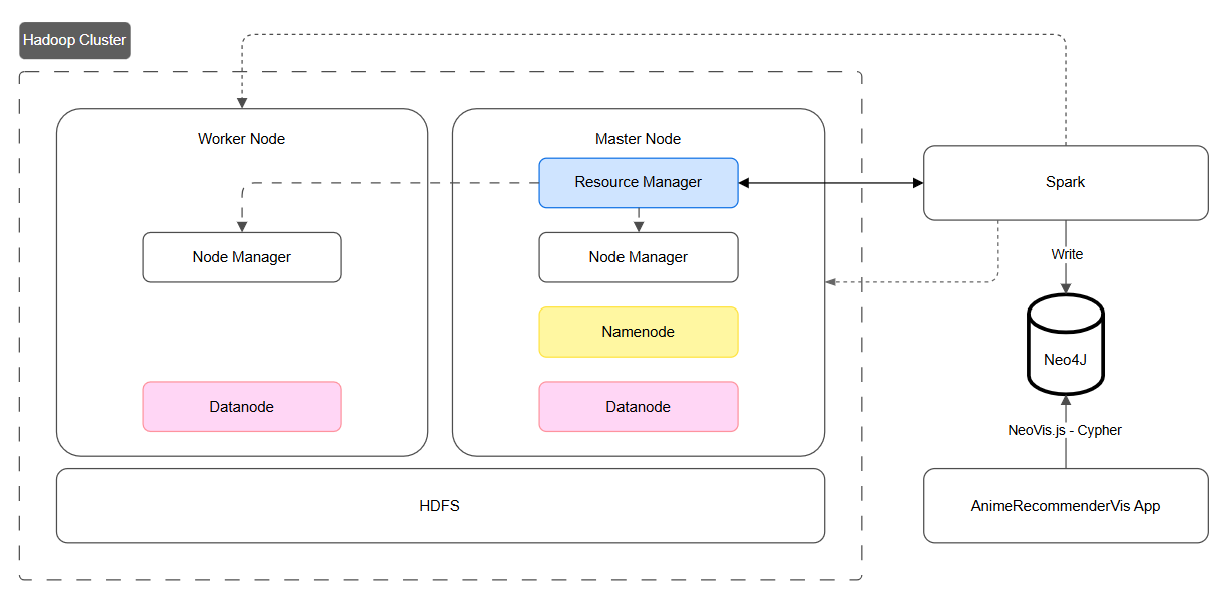 Hadoop Cluster
Worker Node
Master Node
Resource Manager
Spark
Node Manager
Node Manager
Write
Namenode
Neo4J
Datanode
Datanode
NeoVis.js - Cypher
HDFS
AnimeRecommenderVis App